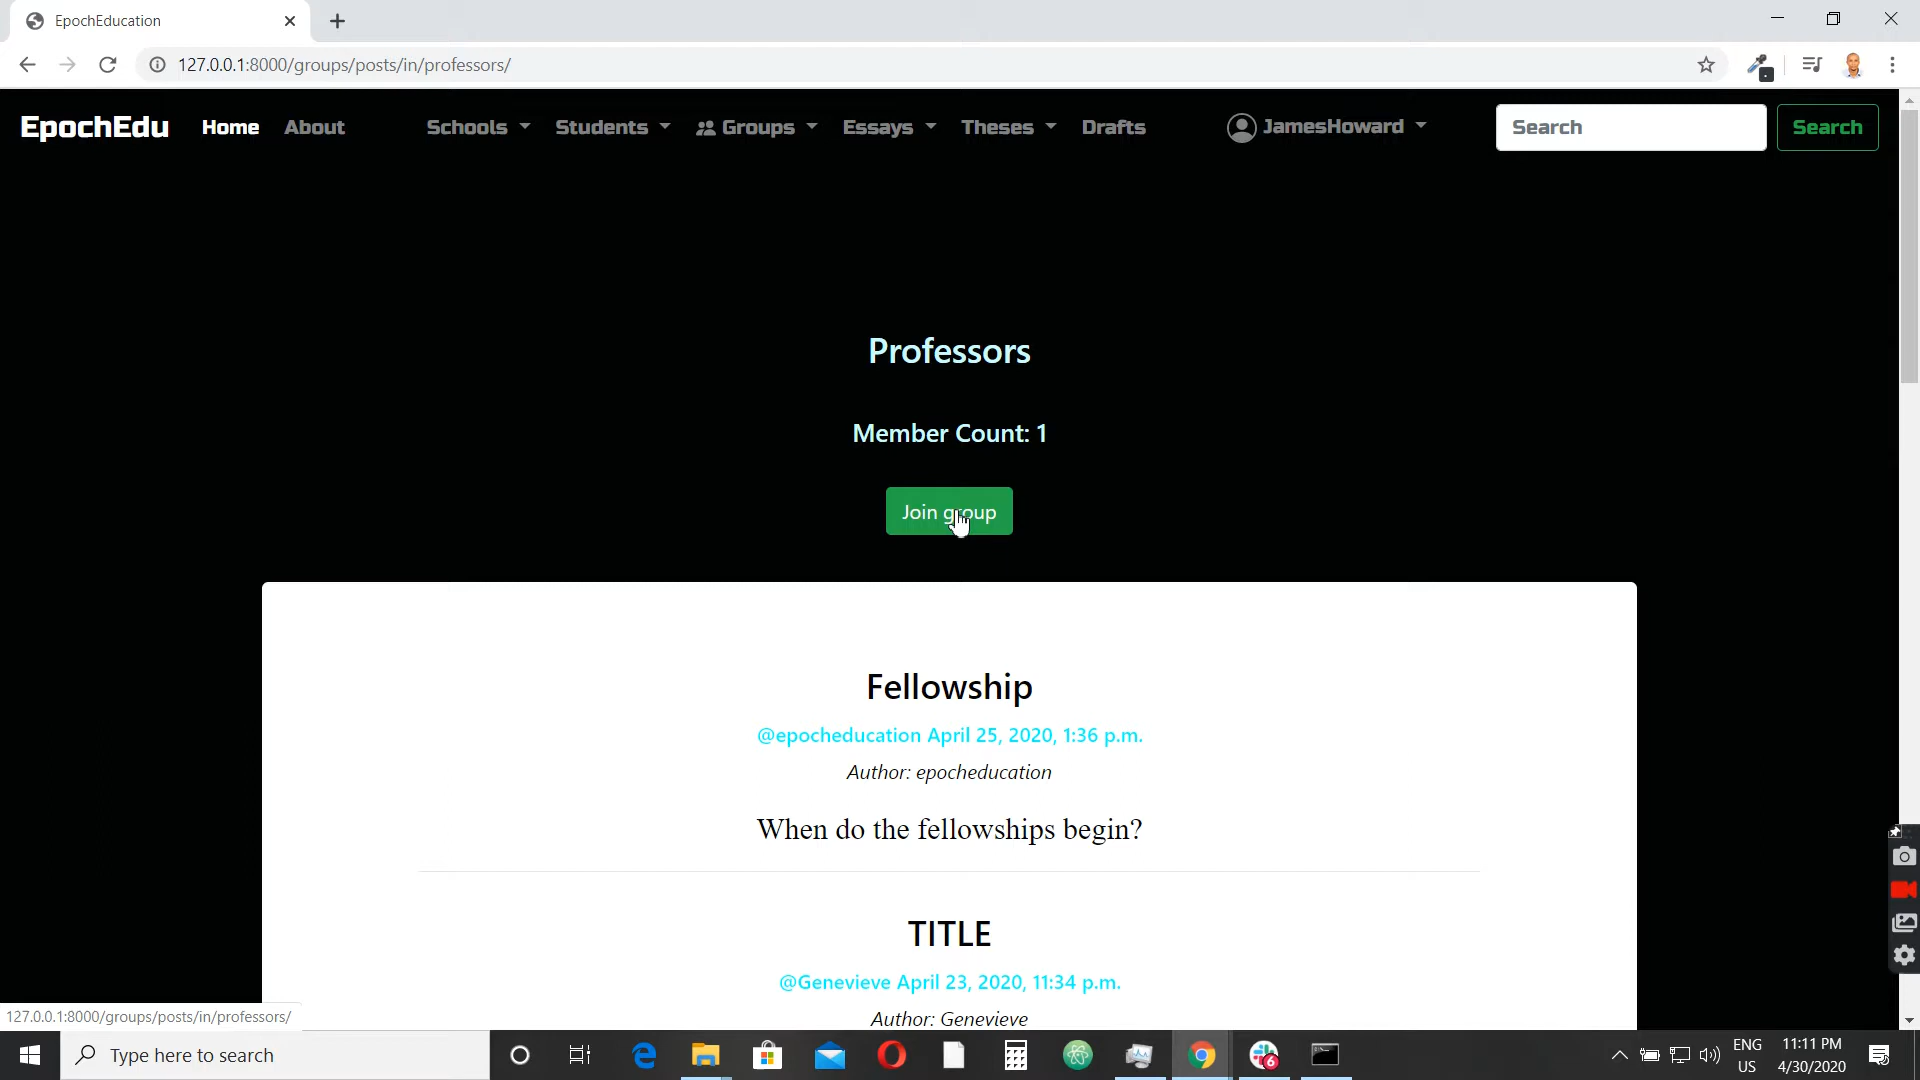 EpochEducation
127.0.0.1:8000/groups/posts/in/professors/
EpochEdu Home About Schools Students Groups Essays Theses Drafts JamesHoward Search Search
Professors
Member Count: 1
Join group
Fellowship
@epocheducation April 25, 2020, 1:36 p.m.
Author: epocheducation
When do the fellowships begin?
TITLE
@Genevieve April 23, 2020, 11:34 p.m.
Author: Genevieve
127.0.0.1:8000/groups/posts/in/professors/
Type here to search
6
ENG
US
11:11 PM
4/30/2020